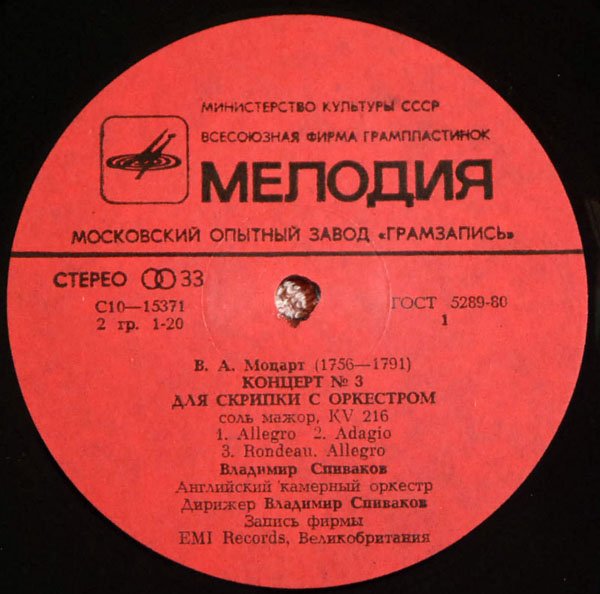 МИНИСТЕРСТВО КУЛЬТУРЫ СССР
ВСЕСОЮЗНАЯ ФИРМА ГРАМПЛАСТИНОК
МЕЛОДИЯ
МОСКОВСКИЙ ОПЫТНЫЙ ЗАВОД «ГРАМЗАПИСЬ»
СТЕРЕО 33
С10—15371
2 гр. 1-20
ГОСТ 5289-80
1
В. А. Моцарт (1756—1791)
КОНЦЕРТ № 3
ДЛЯ СКРИПКИ С ОРКЕСТРОМ
соль мажор, KV 216
1. Allegro 2. Adagio
3. Rondeau. Allegro
Владимир Спиваков
Английский камерный оркестр
Дирижер Владимир Спиваков
Запись фирмы
EMI Records, Великобритания